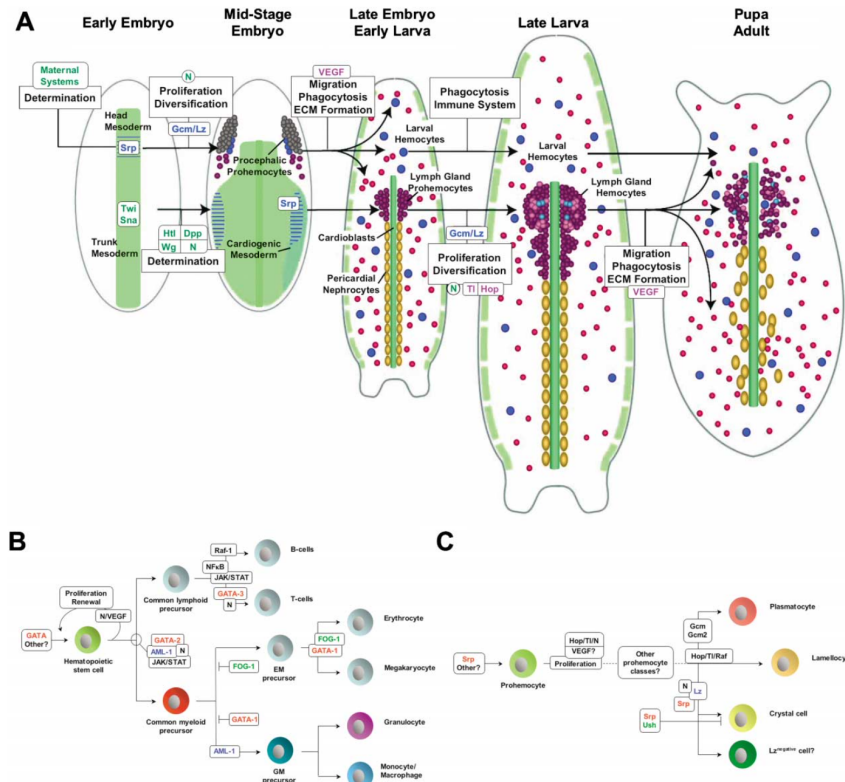 A
Early Embryo
Mid-Stage
Embryo
Late Embryo
Early Larva
Late Larva
Pupa
Adult
Maternal
Systems
Determination
N
Proliferation
Diversification
Gcm/Lz
VEGF
Migration
Phagocytosis
ECM Formation
Phagocytosis
Immune System
Head
Mesoderm
Srp
Procephalic
Prohemocytes
Larval
Hemocytes
Larval
Hemocytes
Lymph Gland
Prohemocytes
Lymph Gland
Hemocytes
Twi
Sna
Srp
Htl Dpp
Wg N
Determination
Trunk
Mesoderm
Cardiogenic
Mesoderm
Cardioblasts
Pericardial
Nephrocytes
Gcm/Lz
Proliferation
Diversification
N Tl Hop
Migration
Phagocytosis
ECM Formation
VEGF
B
Proliferation
Renewal
N/VEGF
GATA
Other?
Hematopoietic
stem cell
Raf-1
NFκB
JAK/STAT
GATA-3
N
Common lymphoid
precursor
B-cells
T-cells
GATA-2
AML-1 N
JAK/STAT
FOG-1
EM
precursor
FOG-1
GATA-1
Erythrocyte
Megakaryocyte
Common myeloid
precursor
GATA-1
AML-1
GM
precursor
Granulocyte
Monocyte/
Macrophage
C
Srp
Other?
Prohemocyte
Hop/Tl/N
VEGF?
Proliferation
Other
prohemocyte
classes?
Gcm
Gcm2
Plasmatocyte
Hop/Tl/Raf
Lamellocy
N
Lz
Srp
Srp
Ush
Crystal cell
Lznegative cell?